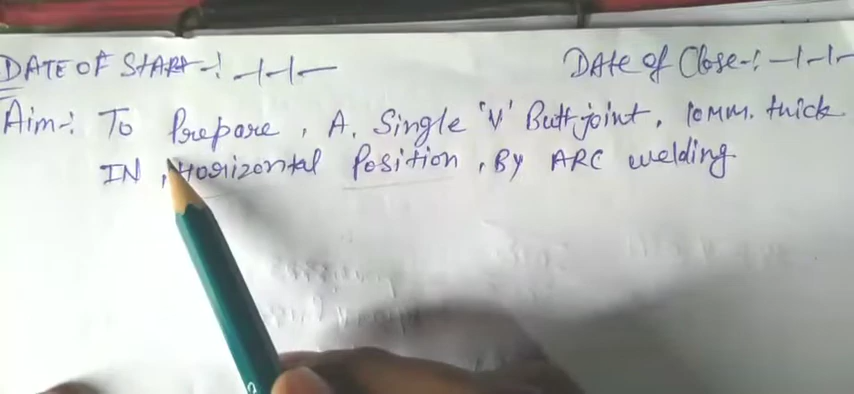 DATE OF START-: -/-/- DAte of Close-: -/-/-
Aim-: To Prepare, A. Single 'V' Butt joint, 10MM. thick
IN, Horizontal Position, By ARC welding